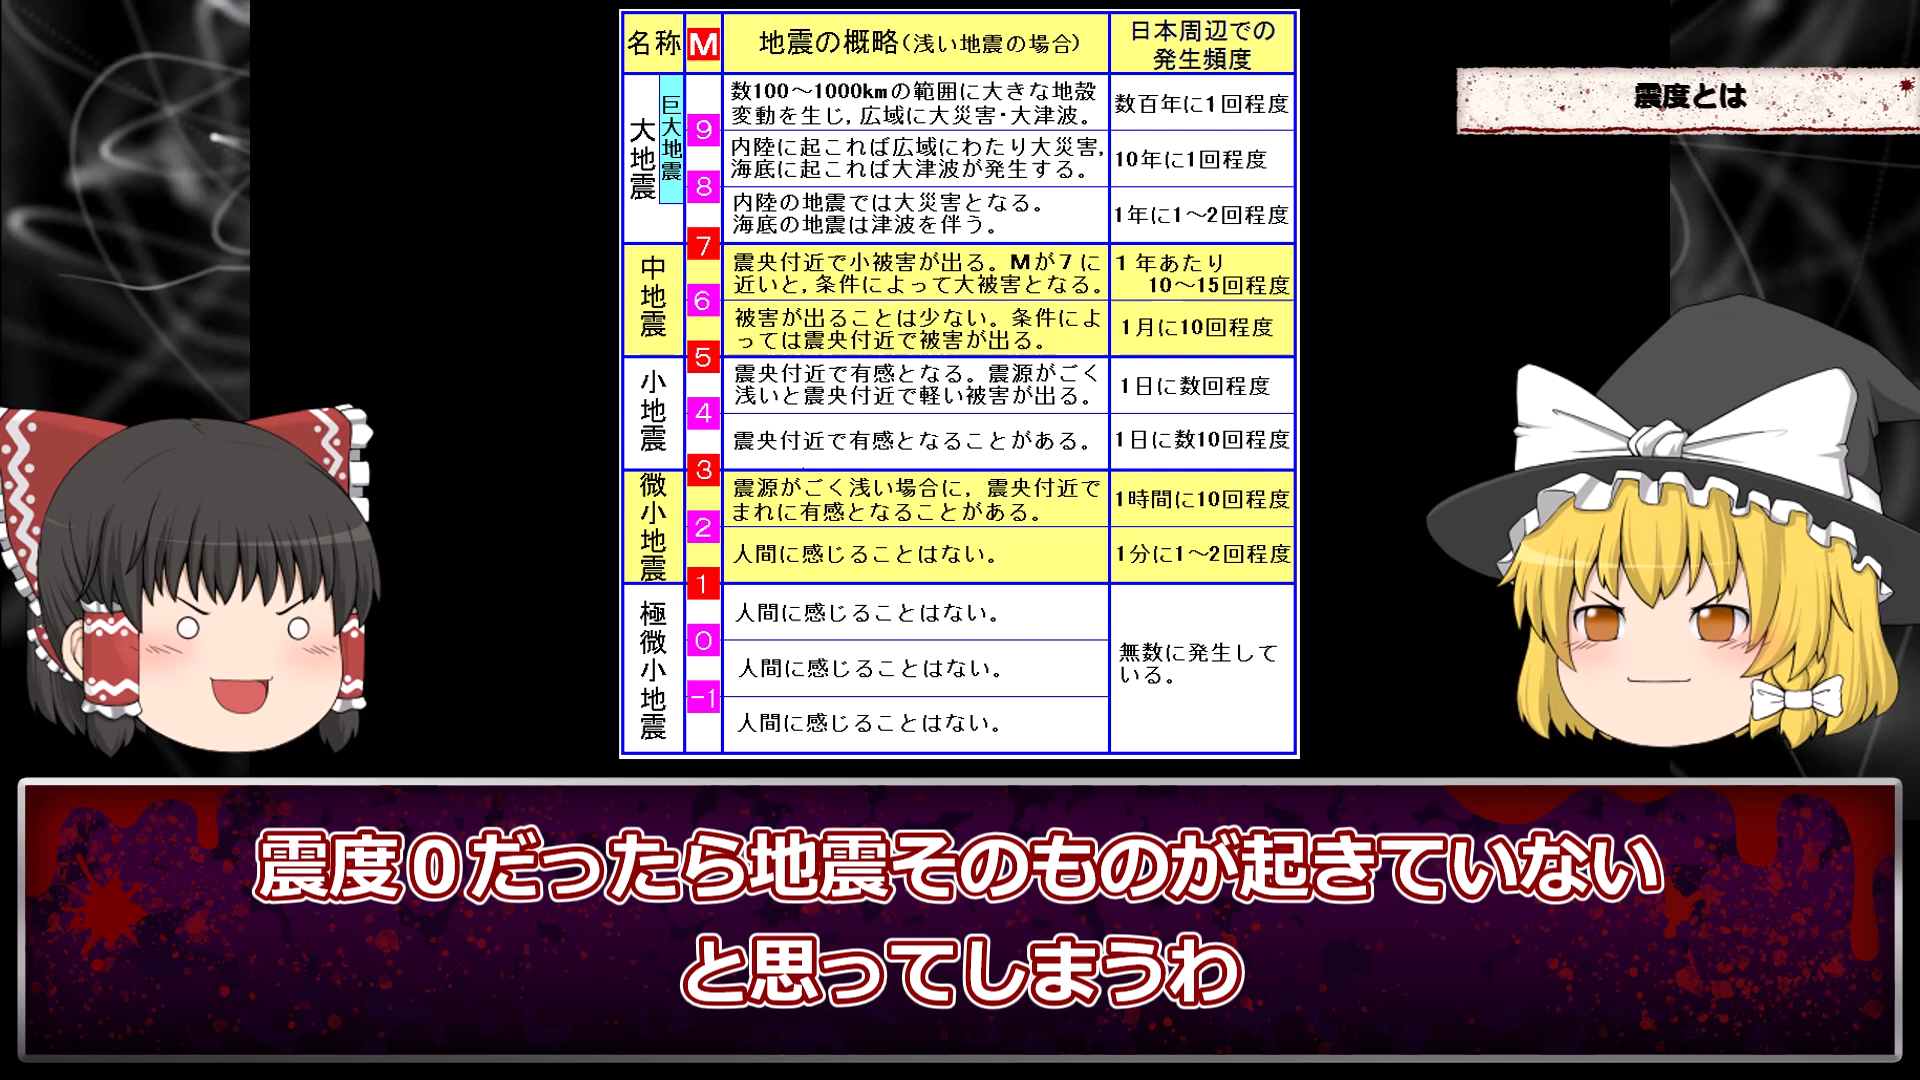 名称 M 地震の概略(浅い地震の場合) 日本周辺での
発生頻度
大地震
巨大地震
数100～1000kmの範囲に大きな地殻
変動を生じ,広域に大災害・大津波。
数百年に1回程度
9
内陸に起これば広域にわたり大災害,
海底に起これば大津波が発生する。
10年に1回程度
8
内陸の地震では大災害となる。
海底の地震は津波を伴う。
1年に1～2回程度
7
中地震
震央付近で小被害が出る。Mが7に
近いと,条件によって大被害となる。
1年あたり
10～15回程度
6
被害が出ることは少ない。条件によ
っては震央付近で被害が出る。
1月に10回程度
5
小地震
震央付近で有感となる。震源がごく
浅いと震央付近で軽い被害が出る。
1日に数回程度
4
震央付近で有感となることがある。
1日に数10回程度
3
微小地震
震源がごく浅い場合に,震央付近で
まれに有感となることがある。
1時間に10回程度
2
人間に感じることはない。
1分に1～2回程度
1
極微小地震
人間に感じることはない。
0
人間に感じることはない。
-1
人間に感じることはない。
無数に発生して
いる。
震度とは
震度０だったら地震そのものが起きていない
と思ってしまうわ